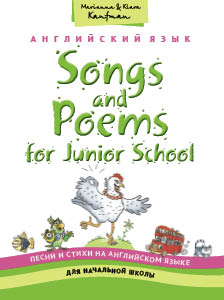 Marianna & Klara
Kaufman
АНГЛИЙСКИЙ ЯЗЫК
Songs
and
Poems
for Junior School
ПЕСНИ И СТИХИ НА АНГЛИЙСКОМ ЯЗЫКЕ
ДЛЯ НАЧАЛЬНОЙ ШКОЛЫ